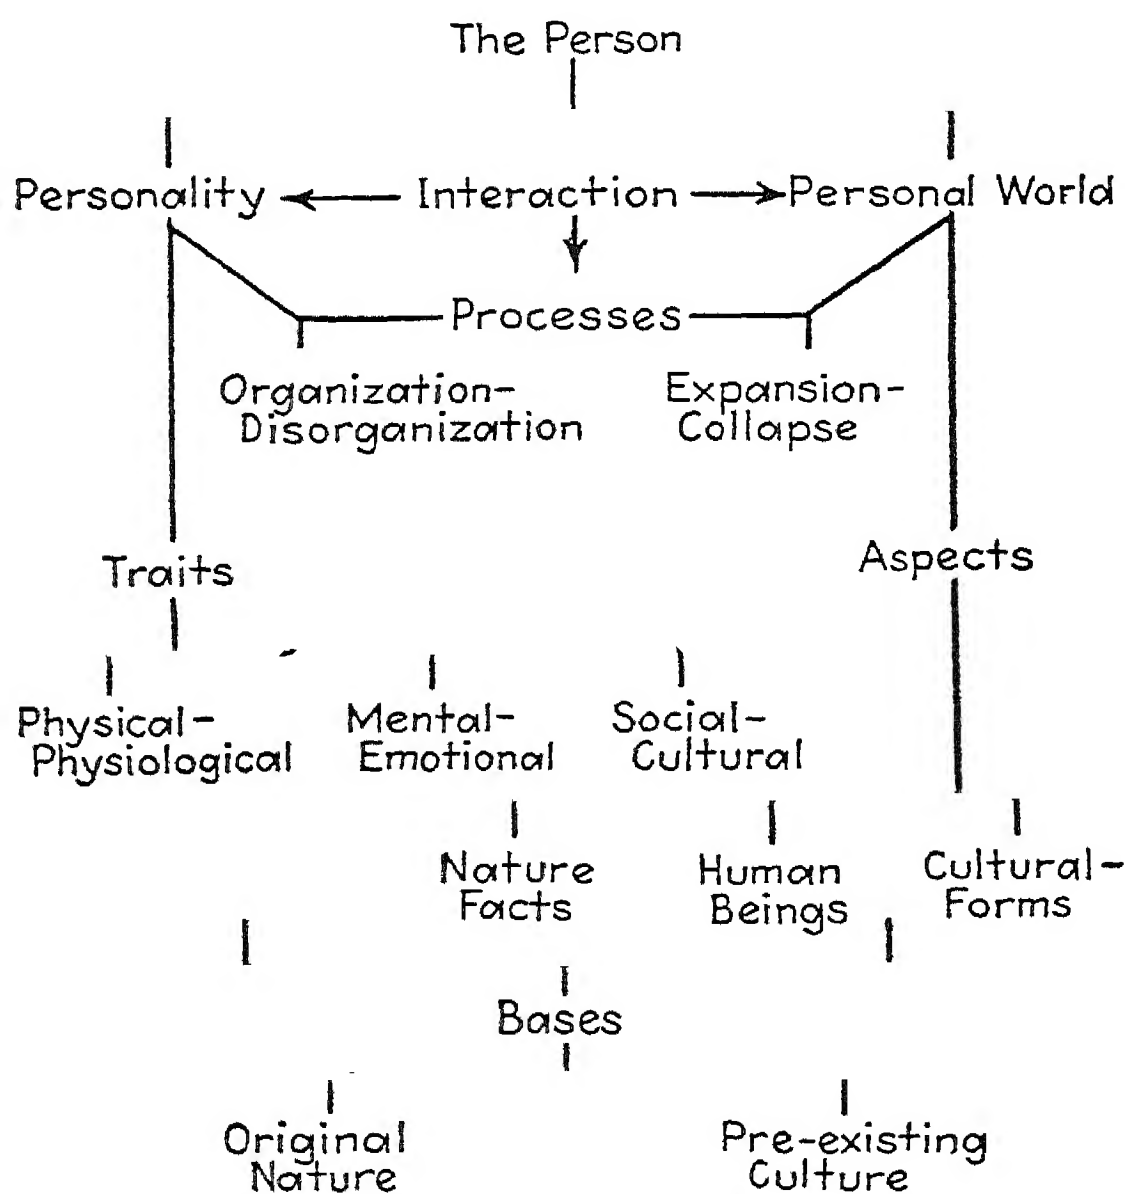 The Person
Personality Interaction Personal World
Processes
Organization-
Disorganization
Expansion-
Collapse
Traits
Aspects
Physical-
Physiological
Mental-
Emotional
Social-
Cultural
Nature
Facts
Human
Beings
Cultural-
Forms
Bases
Original
Nature
Pre-existing
Culture